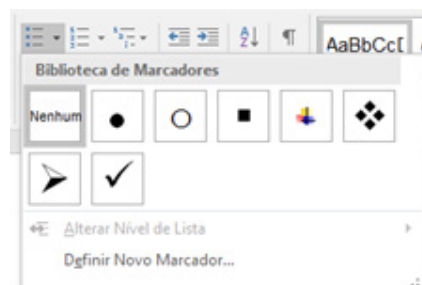 AaBbCc[
Biblioteca de Marcadores
Nenhum
Alterar Nível de Lista
Definir Novo Marcador...